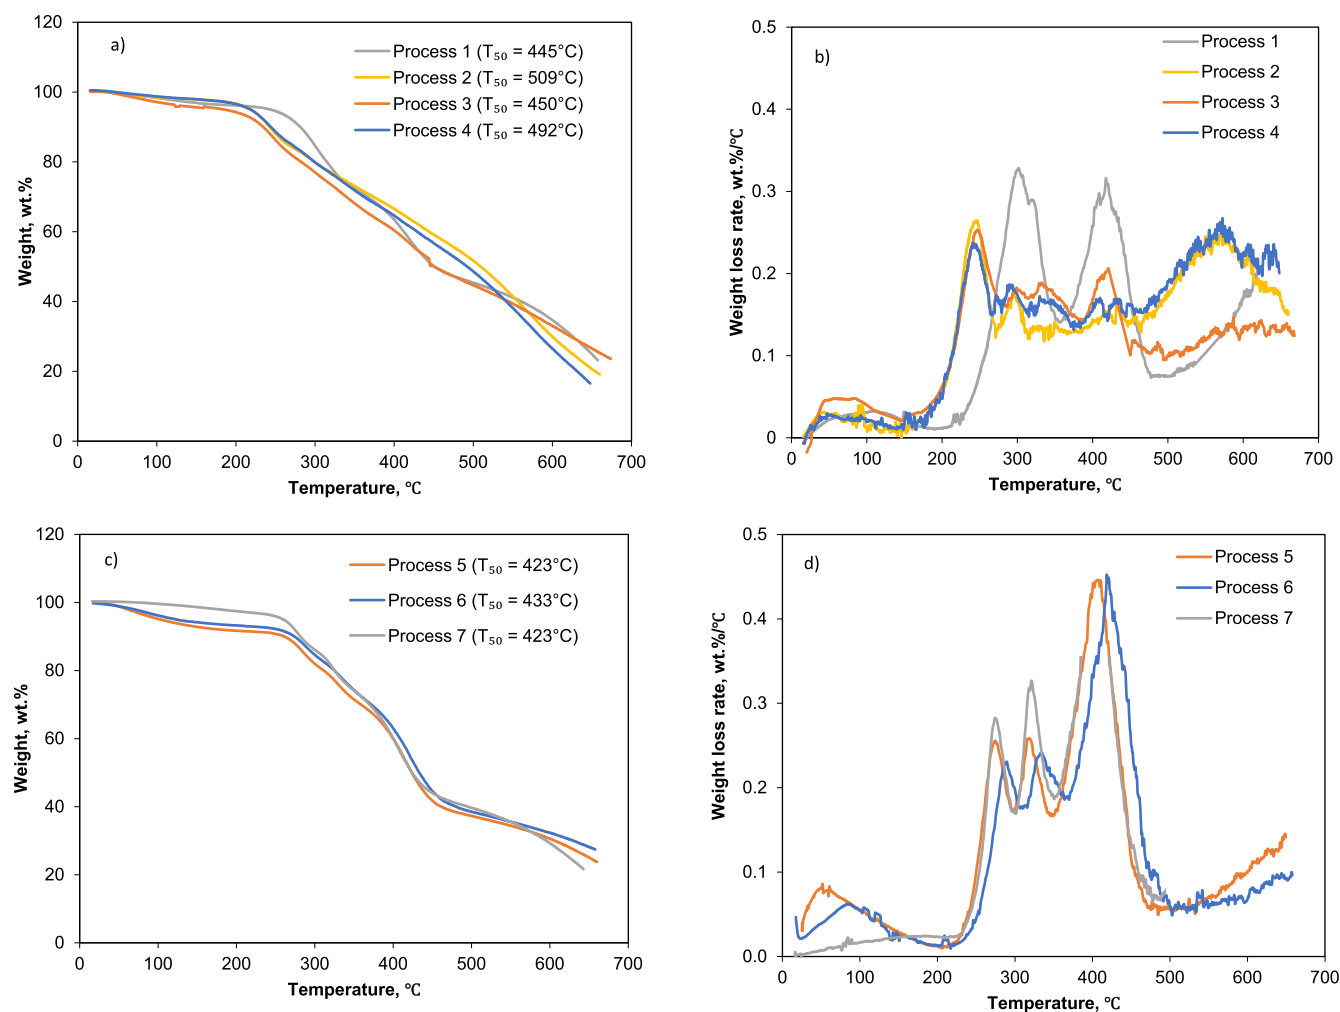 a)
Process 1 (T₅₀ = 445°C)
Process 2 (T₅₀ = 509°C)
Process 3 (T₅₀ = 450°C)
Process 4 (T₅₀ = 492°C)
Weight, wt.%
120
100
80
60
40
20
0
0 100 200 300 400 500 600 700
Temperature, ℃
b)
Process 1
Process 2
Process 3
Process 4
Weight loss rate, wt.%/℃
0.5
0.4
0.3
0.2
0.1
0
0 100 200 300 400 500 600 700
Temperature, ℃
c)
Process 5 (T₅₀ = 423°C)
Process 6 (T₅₀ = 433°C)
Process 7 (T₅₀ = 423°C)
Weight, wt.%
120
100
80
60
40
20
0
0 100 200 300 400 500 600 700
Temperature, ℃
d)
Process 5
Process 6
Process 7
Weight loss rate, wt.%/℃
0.5
0.4
0.3
0.2
0.1
0.0
0 100 200 300 400 500 600 700
Temperature, ℃